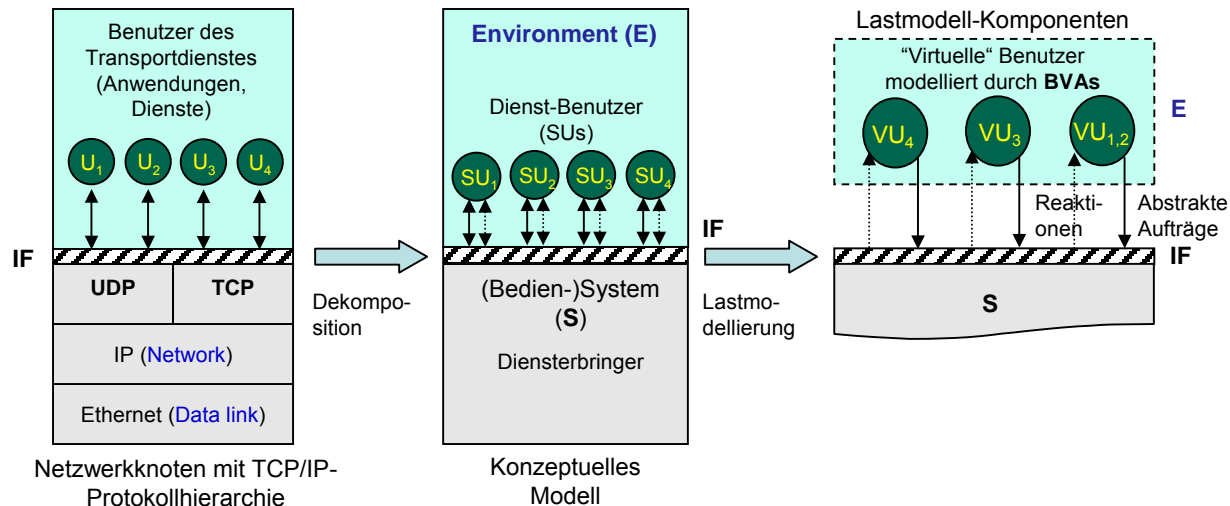 Benutzer des
Transportdienstes
(Anwendungen,
Dienste)
U1
U2
U3
U4
IF
UDP
TCP
IP (Network)
Ethernet (Data link)
Netzwerkknoten mit TCP/IP-
Protokollhierarchie
Dekompo-
sition
Environment (E)
Dienst-Benutzer
(SUs)
SU1
SU2
SU3
SU4
(Bedien-)System
(S)
Diensterbringer
Konzeptuelles
Modell
IF
Lastmo-
dellierung
Lastmodell-Komponenten
“Virtuelle“ Benutzer
modelliert durch BVAs
E
VU4
VU3
VU1,2
Reakti-
onen
Abstrakte
Aufträge
IF
S